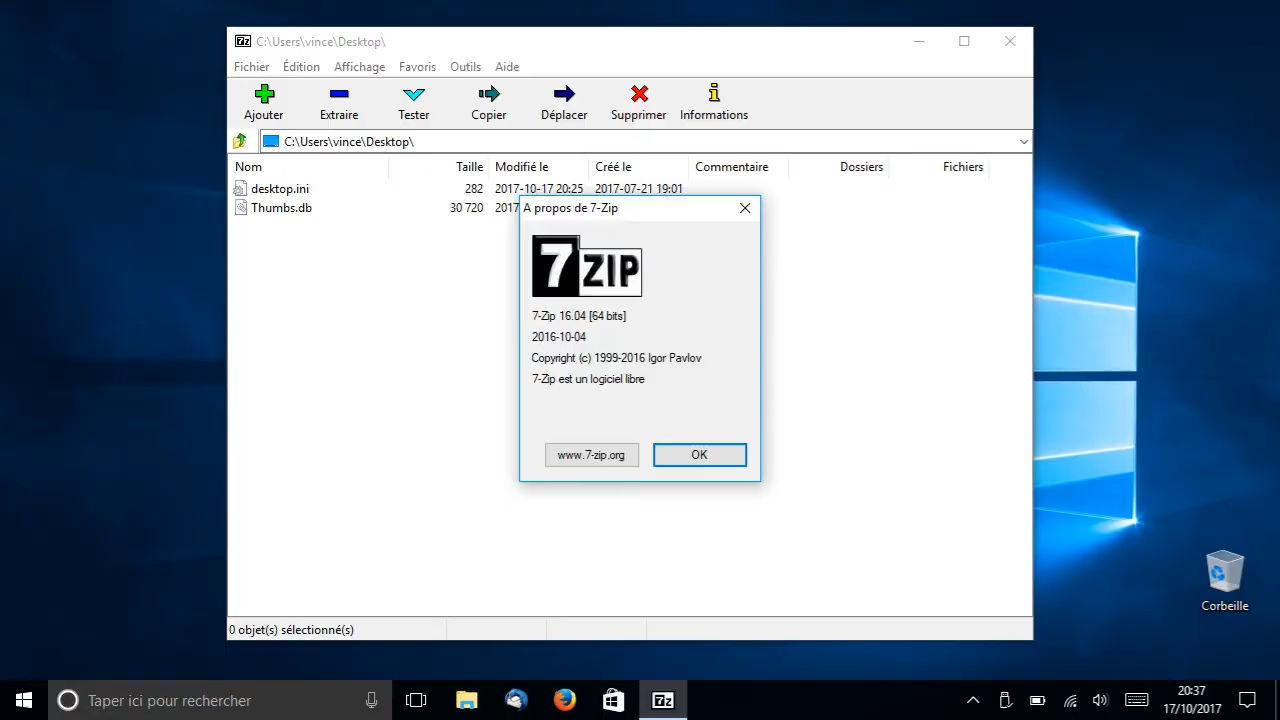 C:\Users\vince\Desktop\
Fichier Édition Affichage Favoris Outils Aide
Ajouter Extraire Tester Copier Déplacer Supprimer Informations
C:\Users\vince\Desktop\
Nom Taille Modifié le Créé le Commentaire Dossiers Fichiers
desktop.ini 282 2017-10-17 20:25 2017-07-21 19:01
Thumbs.db 30 720 2017
A propos de 7-Zip
7 ZIP
7-Zip 16.04 [64 bits]
2016-10-04
Copyright (c) 1999-2016 Igor Pavlov
7-Zip est un logiciel libre
www.7-zip.org OK
Corbeille
0 objet(s) sélectionné(s)
Taper ici pour rechercher
7z
20:37
17/10/2017